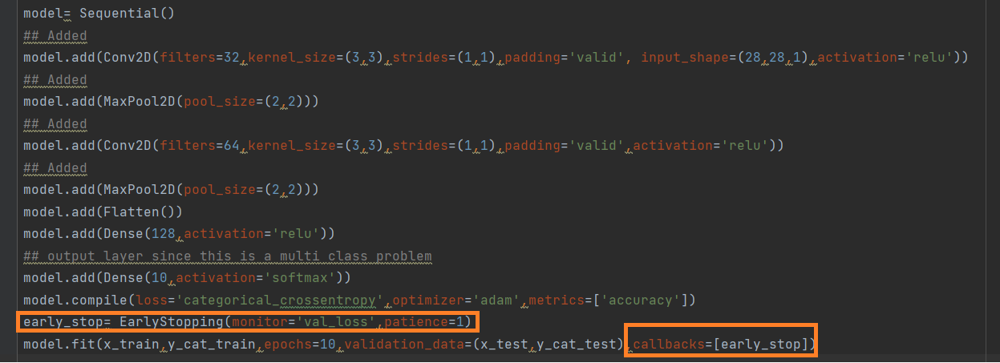 model= Sequential()
## Added
model.add(Conv2D(filters=32,kernel_size=(3,3),strides=(1,1),padding='valid', input_shape=(28,28,1),activation='relu'))
## Added
model.add(MaxPool2D(pool_size=(2,2)))
## Added
model.add(Conv2D(filters=64,kernel_size=(3,3),strides=(1,1),padding='valid',activation='relu'))
## Added
model.add(MaxPool2D(pool_size=(2,2)))
model.add(Flatten())
model.add(Dense(128,activation='relu'))
## output layer since this is a multi class problem
model.add(Dense(10,activation='softmax'))
model.compile(loss='categorical_crossentropy',optimizer='adam',metrics=['accuracy'])
early_stop= EarlyStopping(monitor='val_loss',patience=1)
model.fit(x_train,y_cat_train,epochs=10,validation_data=(x_test,y_cat_test),callbacks=[early_stop])